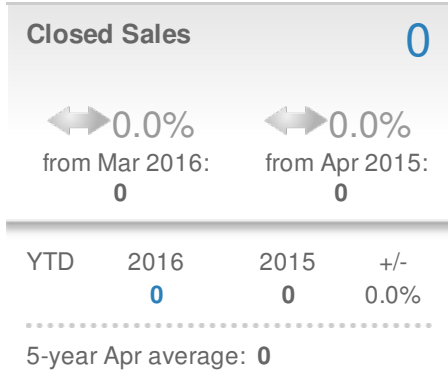 Closed Sales 0
0.0% 0.0%
from Mar 2016: from Apr 2015:
0 0
YTD 2016 2015 +/-
0 0 0.0%
5-year Apr average: 0